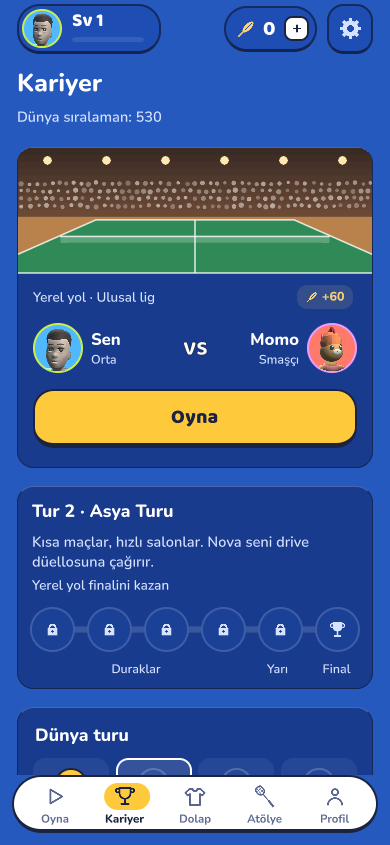 Sv 1
0
+
Kariyer
Dünya sıralaman: 530
Yerel yol · Ulusal lig
+60
Sen
Orta
VS
Momo
Smaşçı
Oyna
Tur 2 · Asya Turu
Kısa maçlar, hızlı salonlar. Nova seni drive
düellosuna çağırır.
Yerel yol finalini kazan
Duraklar
Yarı
Final
Dünya turu
Oyna
Kariyer
Dolap
Atölye
Profil